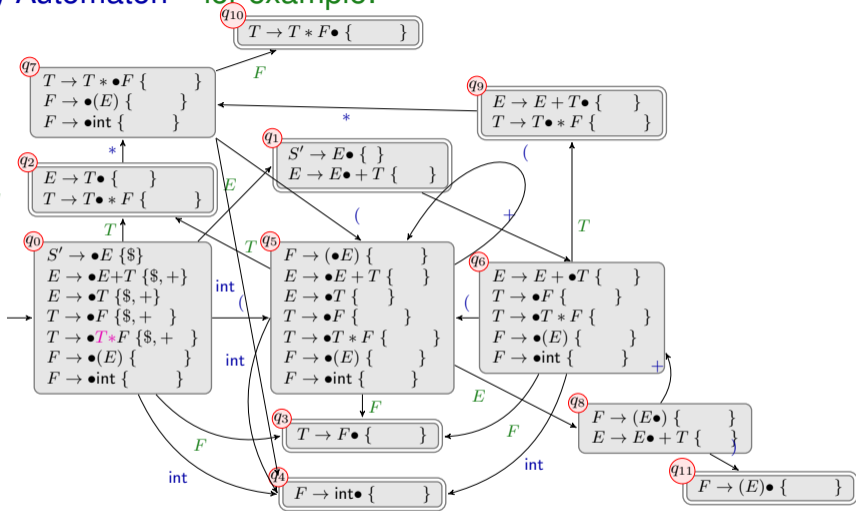 Automaton
for example:
q10
T → T * F• { }
q7
F
T → T * •F { }
F → •(E) { }
F → •int { }
q9
E → E + T• { }
T → T• * F { }
*
q1
S′ → E• { }
E → E• + T { }
(
*
q2
E → T• { }
T → T• * F { }
E
(
+
T
T
T
q0
S′ → •E {$}
E → •E+T {$,+}
E → •T {$,+}
T → •F {$,+ }
T → •T*F {$,+ }
F → •(E) { }
F → •int { }
int
(
int
q5
F → (•E) { }
E → •E + T { }
E → •T { }
T → •F { }
T → •T * F { }
F → •(E) { }
F → •int { }
(
q6
E → E + •T { }
T → •F { }
T → •T * F { }
F → •(E) { }
F → •int { }
+
E
F
q8
F → (E•) { }
E → E• + T { }
)
q3
T → F• { }
F
F
int
int
q4
F → int• { }
q11
F → (E)• { }